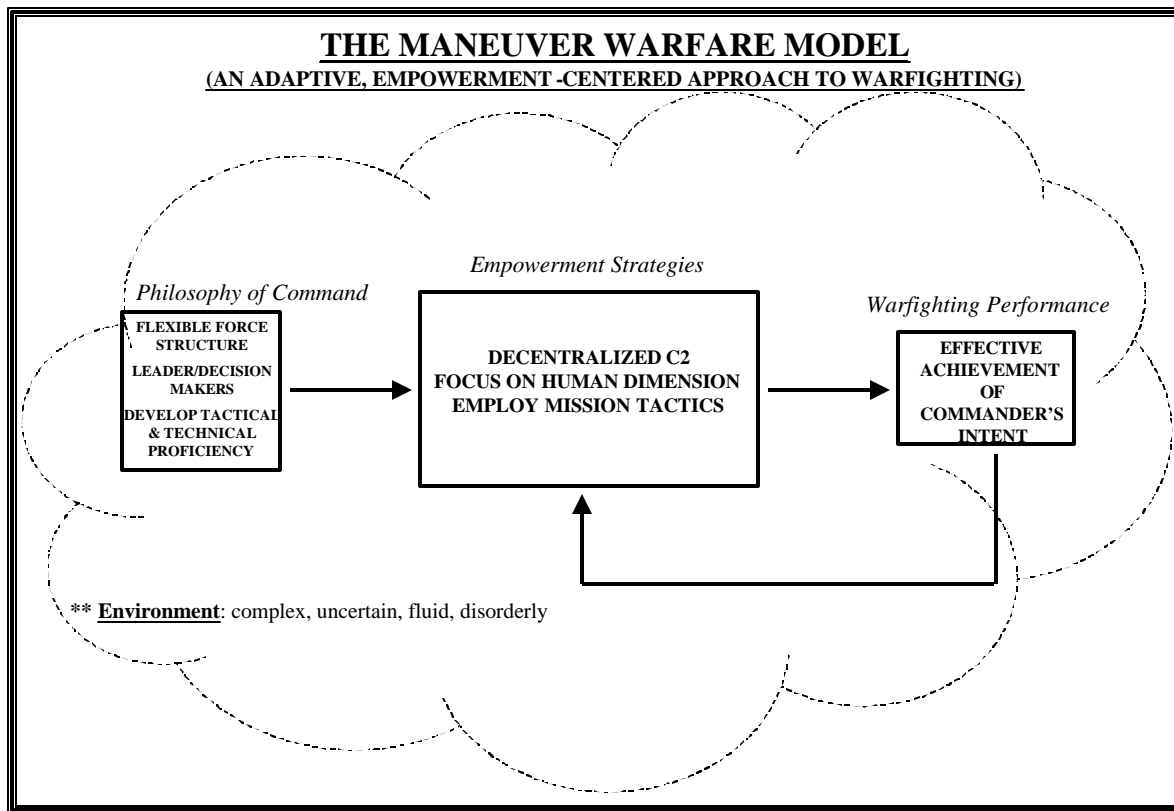 THE MANEUVER WARFARE MODEL
(AN ADAPTIVE, EMPOWERMENT -CENTERED APPROACH TO WARFIGHTING)
Philosophy of Command
FLEXIBLE FORCE
STRUCTURE
LEADER/DECISION
MAKERS
DEVELOP TACTICAL
& TECHNICAL
PROFICIENCY
Empowerment Strategies
DECENTRALIZED C2
FOCUS ON HUMAN DIMENSION
EMPLOY MISSION TACTICS
Warfighting Performance
EFFECTIVE
ACHIEVEMENT
OF
COMMANDER’S
INTENT
** Environment: complex, uncertain, fluid, disorderly